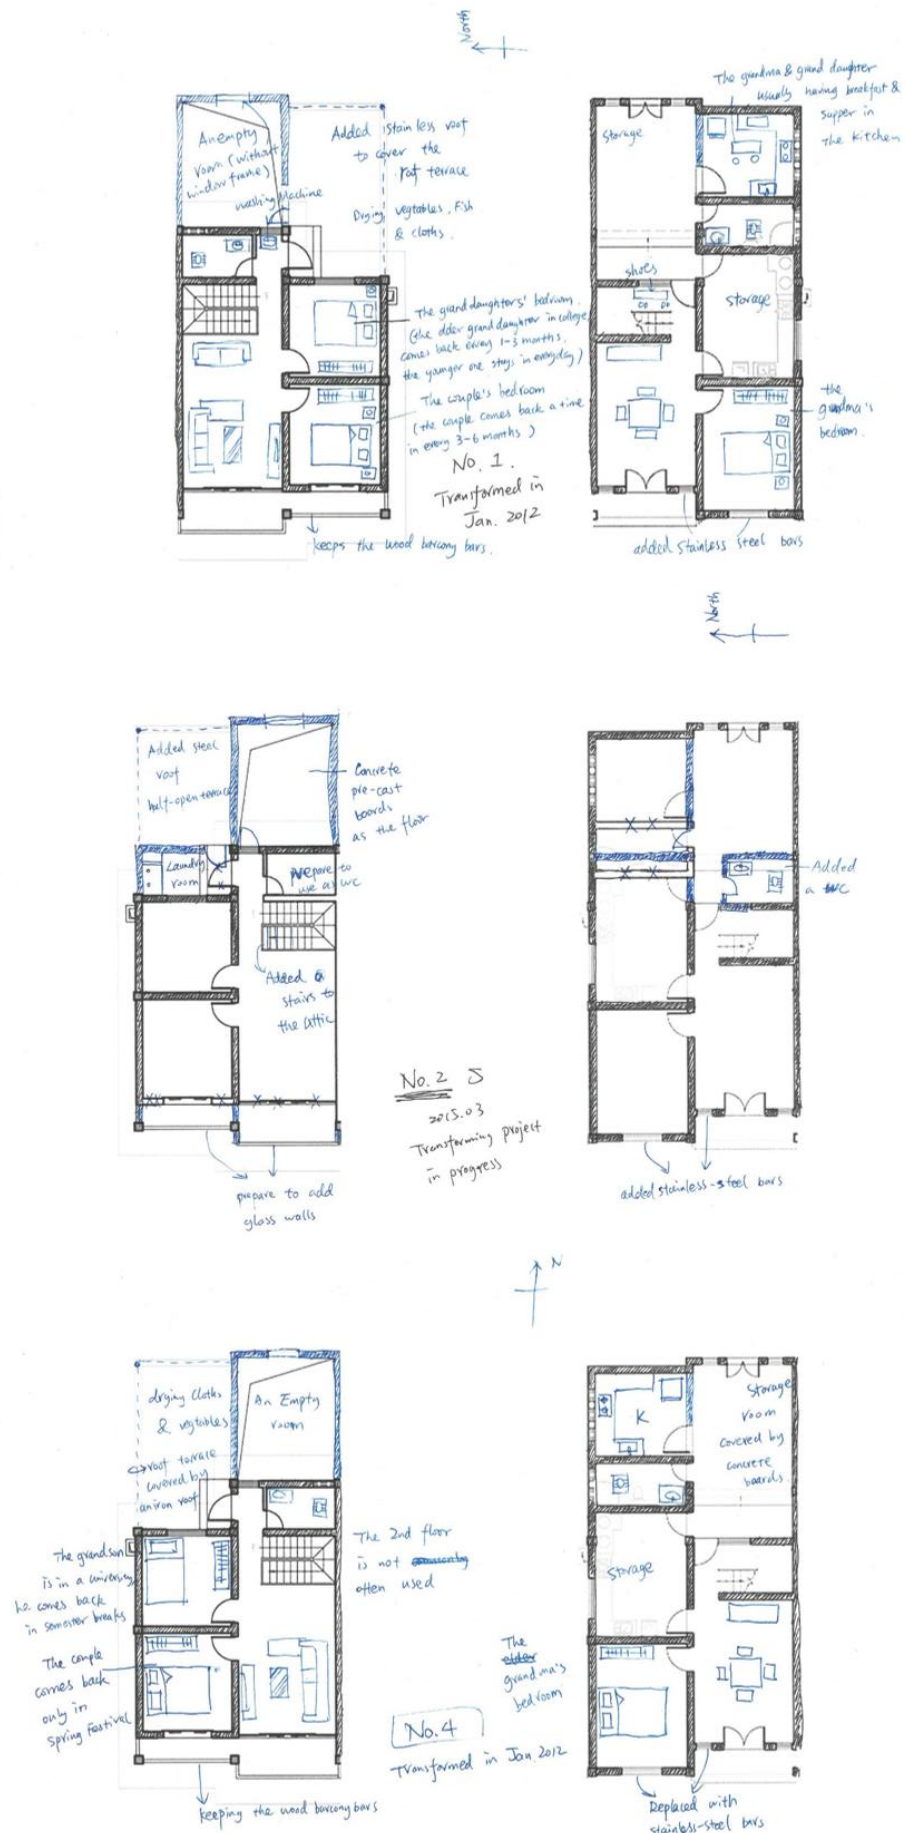 North
An empty
room (without
window frame)
washing Machine
Added stainless roof
to cover the
roof terrace
Drying vegtables, Fish
& cloths.
The grand daughters' bedroom
(the elder grand daughter in college
comes back every 1-3 months.
the younger one stays in everyday)
The couple's bedroom
(the couple comes back a time
in every 3-6 months)
No. 1.
Transformed in
Jan. 2012
keeps the wood barcony bars.
The grandma & grand daughter
usually having breakfast &
supper in
the kitchen
storage
shoes
storage
the
grandma's
bedroom.
added stainless steel bars
North
Added steel
roof
half-open terrace
Laundry
room
Concrete
pre-cast
boards
as the floor
prepare to
use as WC
Added a
stairs to
the attic
No. 2
2015.03
Transforming project
in progress
prepare to add
glass walls
Added
a WC
added stainless-steel bars
N
drying cloths
& vegtables
roof terrace
covered by
an iron roof
An Empty
room
The grandson
is in a university
he comes back
in semester breaks
The couple
comes back
only in
spring Festival
The 2nd floor
is not
often used
keeping the wood barcony bars
No. 4
Transformed in Jan. 2012
K
Storage
room
covered by
concrete
boards
Storage
The
elder
grandma's
bedroom
Replaced with
stainless-steel bars